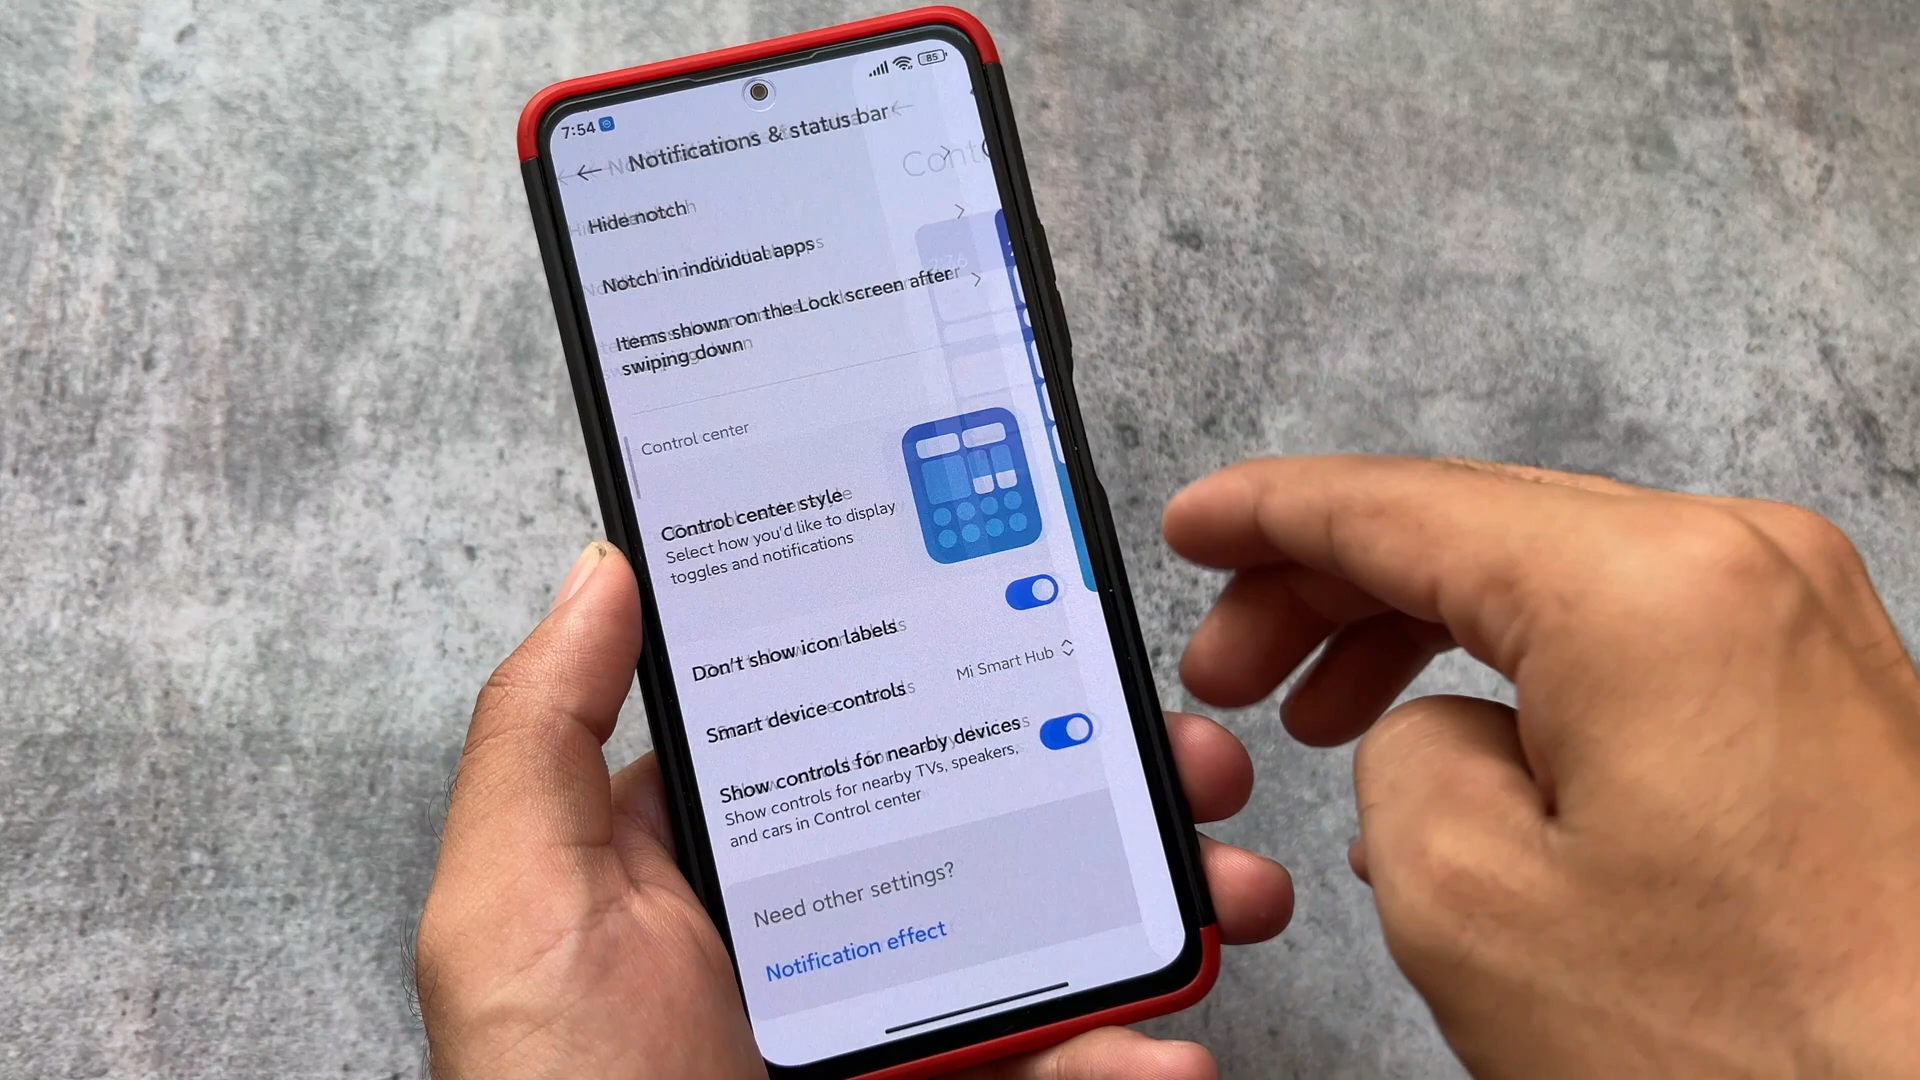 7:54
85
Notifications & status bar
Hide notch
Notch in individual apps
Items shown on the Lock screen after
swiping down
Control center
Control center style
Select how you'd like to display
toggles and notifications
Don't show icon labels
Smart device controls
Mi Smart Hub
Show controls for nearby devices
Show controls for nearby TVs, speakers,
and cars in Control center
Need other settings?
Notification effect